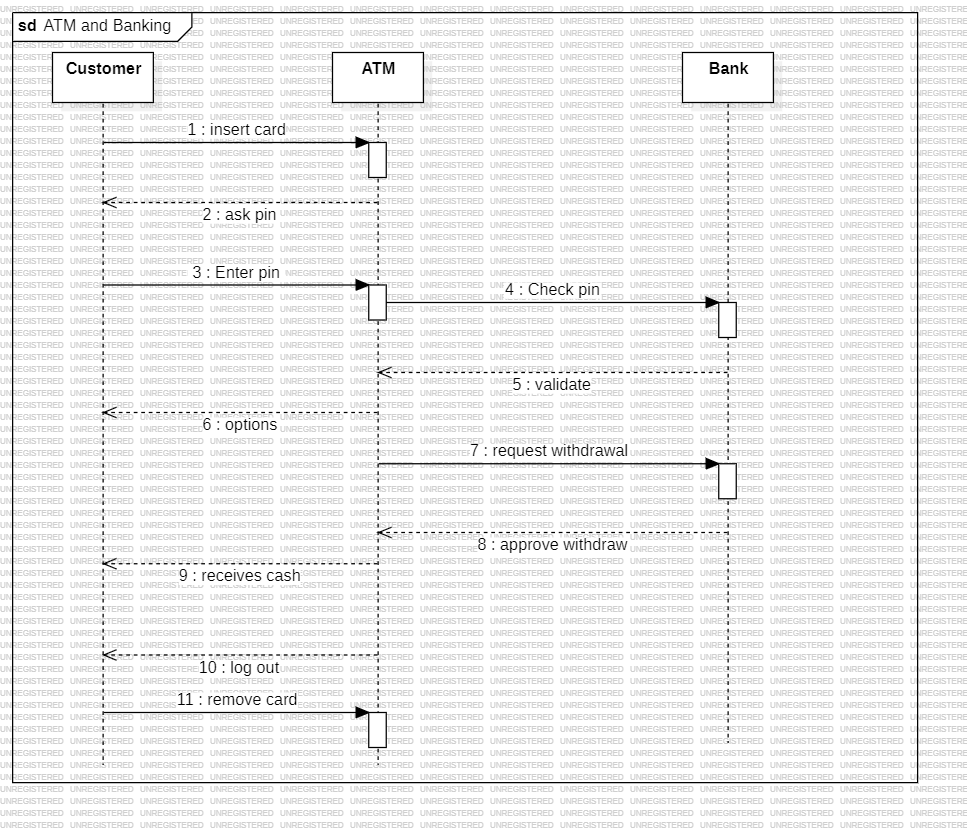 sd ATM and Banking
Customer
ATM
Bank
1 : insert card
2 : ask pin
3 : Enter pin
4 : Check pin
5 : validate
6 : options
7 : request withdrawal
8 : approve withdraw
9 : receives cash
10 : log out
11 : remove card
UNREGISTERED